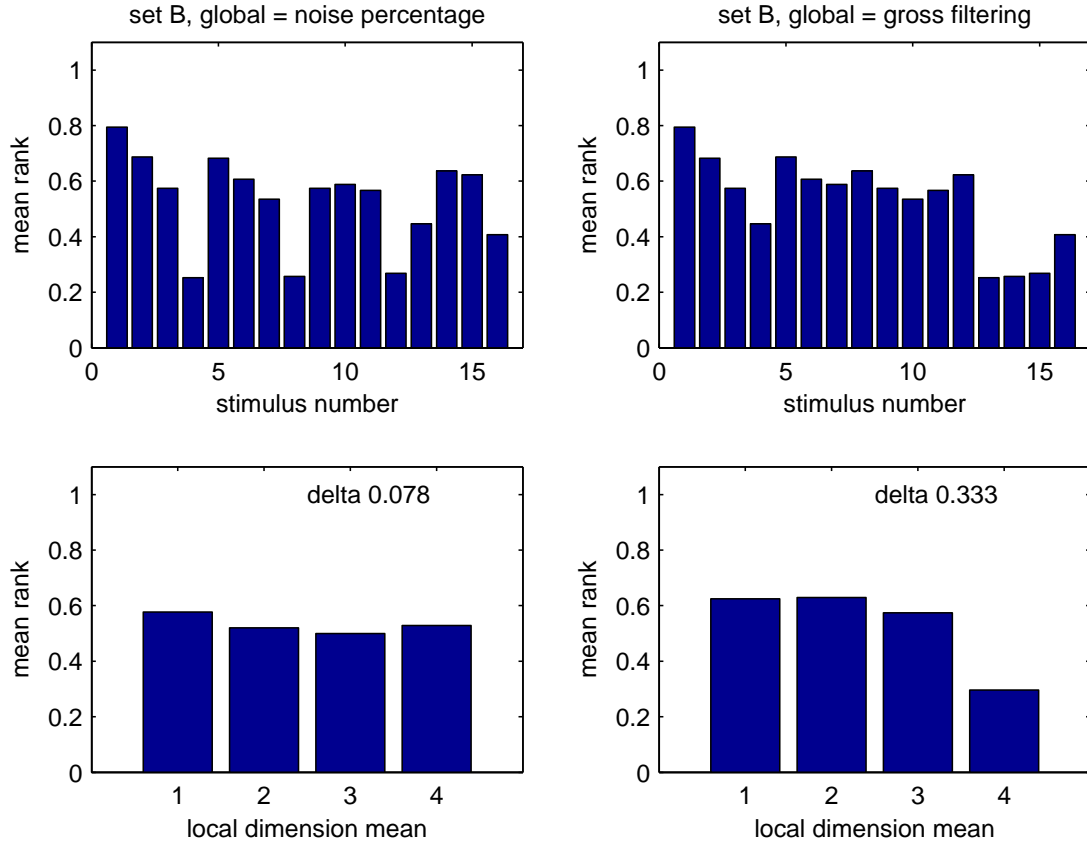 set B, global = noise percentage
1
0.8
0.6
0.4
0.2
0
mean rank
0 5 10 15
stimulus number
set B, global = gross filtering
1
0.8
0.6
0.4
0.2
0
mean rank
0 5 10 15
stimulus number
delta 0.078
1
0.8
0.6
0.4
0.2
0
mean rank
1 2 3 4
local dimension mean
delta 0.333
1
0.8
0.6
0.4
0.2
0
mean rank
1 2 3 4
local dimension mean